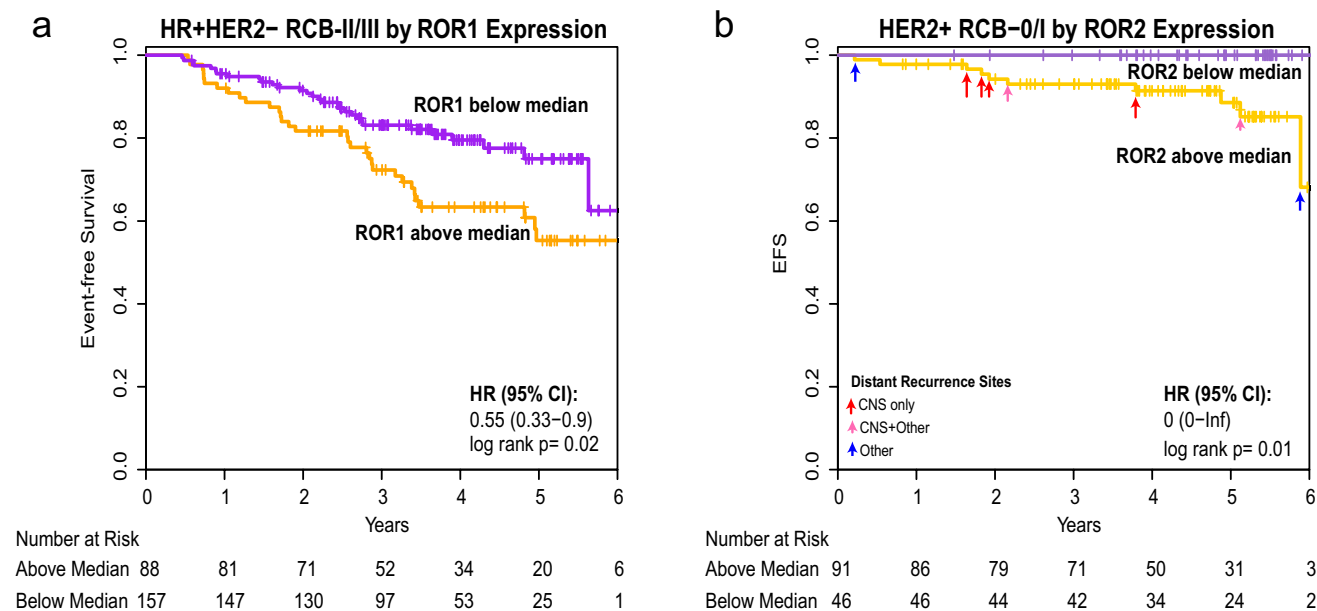 a
HR+HER2− RCB-II/III by ROR1 Expression
Event-free Survival
1.0
0.8
0.6
0.4
0.2
0.0
ROR1 below median
ROR1 above median
HR (95% CI):
0.55 (0.33−0.9)
log rank p= 0.02
0 1 2 3 4 5 6
Years
Number at Risk
Above Median 88 81 71 52 34 20 6
Below Median 157 147 130 97 53 25 1
b
HER2+ RCB−0/I by ROR2 Expression
EFS
1.0
0.8
0.6
0.4
0.2
0.0
ROR2 below median
ROR2 above median
Distant Recurrence Sites
CNS only
CNS+Other
Other
HR (95% CI):
0 (0−Inf)
log rank p= 0.01
0 1 2 3 4 5 6
Years
Number at Risk
Above Median 91 86 79 71 50 31 3
Below Median 46 46 44 42 34 24 2